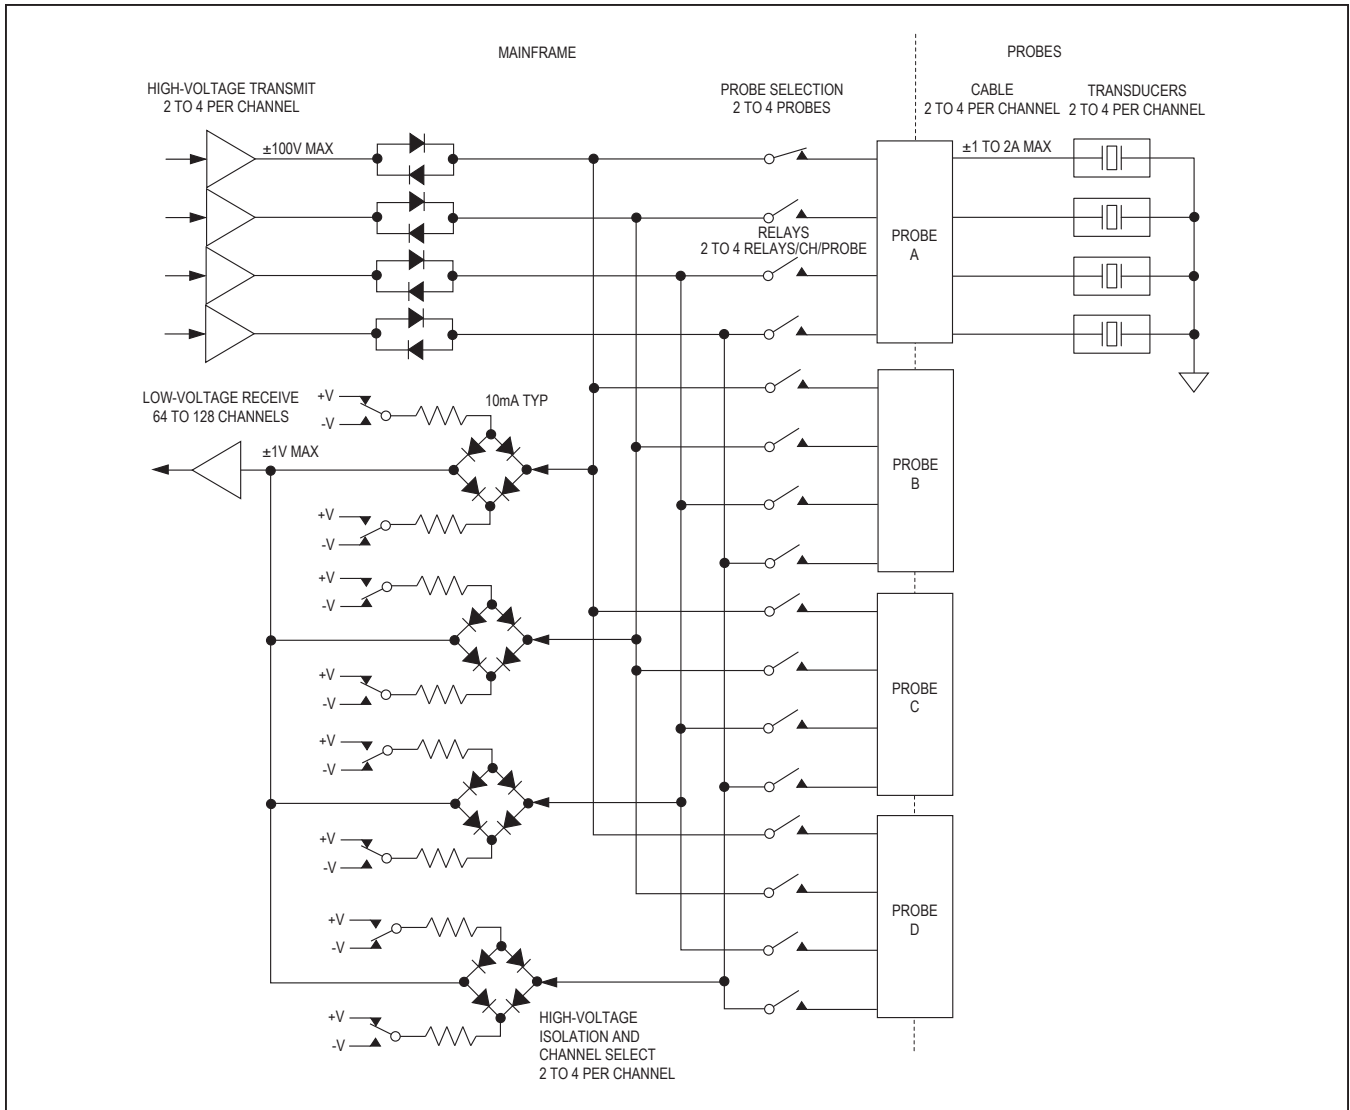 MAINFRAME
PROBES
HIGH-VOLTAGE TRANSMIT
2 TO 4 PER CHANNEL
PROBE SELECTION
2 TO 4 PROBES
CABLE
2 TO 4 PER CHANNEL
TRANSDUCERS
2 TO 4 PER CHANNEL
±100V MAX
±1 TO 2A MAX
RELAYS
2 TO 4 RELAYS/CH/PROBE
PROBE
A
LOW-VOLTAGE RECEIVE
64 TO 128 CHANNELS
+V
-V
10mA TYP
±1V MAX
PROBE
B
+V
-V
+V
-V
+V
-V
PROBE
C
+V
-V
+V
-V
PROBE
D
+V
-V
+V
-V
HIGH-VOLTAGE
ISOLATION AND
CHANNEL SELECT
2 TO 4 PER CHANNEL